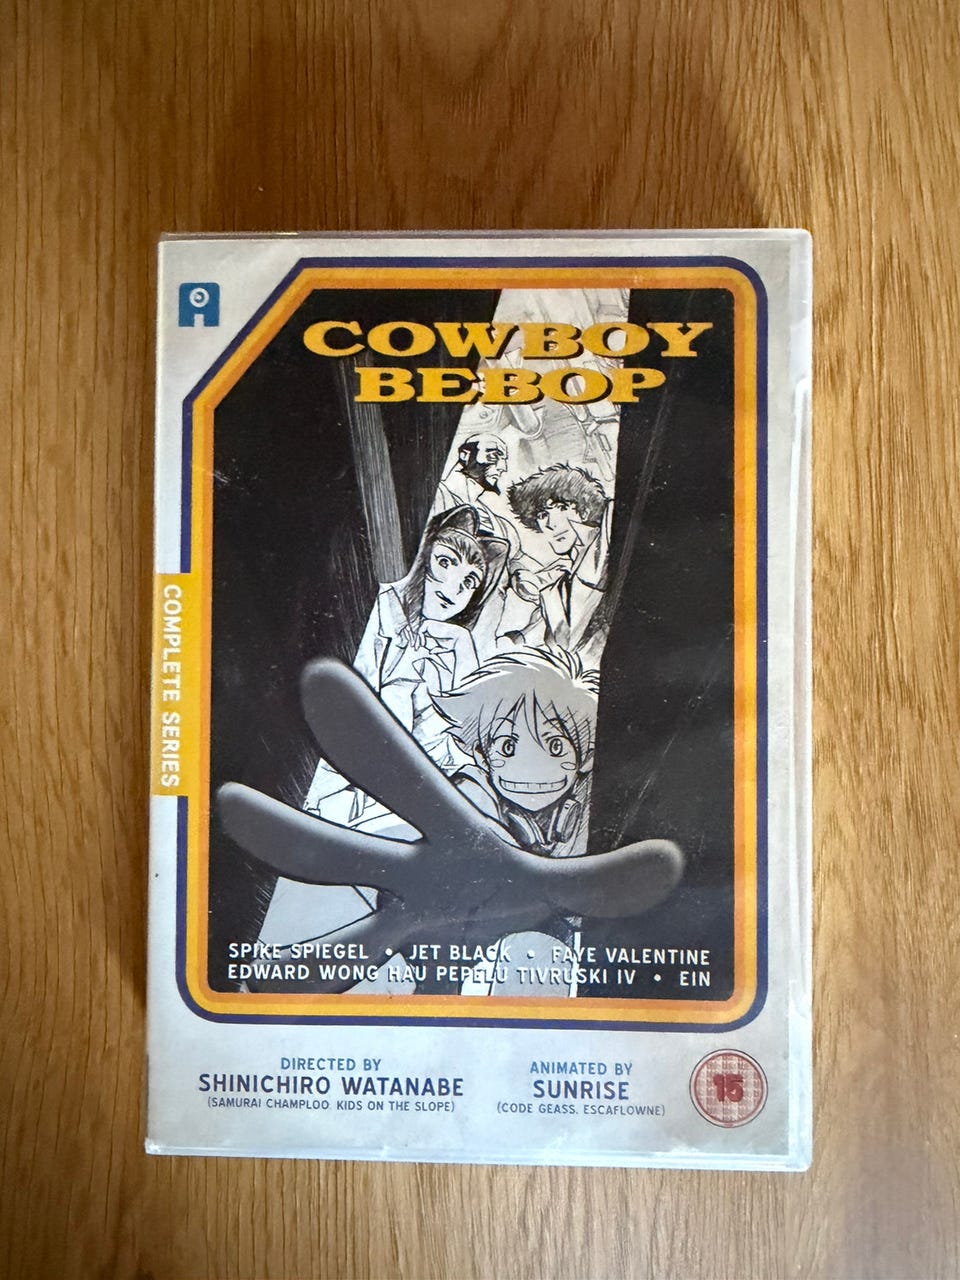 COWBOY
BEBOP
COMPLETE SERIES
SPIKE SPIEGEL • JET BLACK • FAYE VALENTINE
EDWARD WONG HAU PEPELU TIVRUSKI IV • EIN
DIRECTED BY
SHINICHIRO WATANABE
(SAMURAI CHAMPLOO, KIDS ON THE SLOPE)
ANIMATED BY
SUNRISE
(CODE GEASS, ESCAFLOWNE)
15